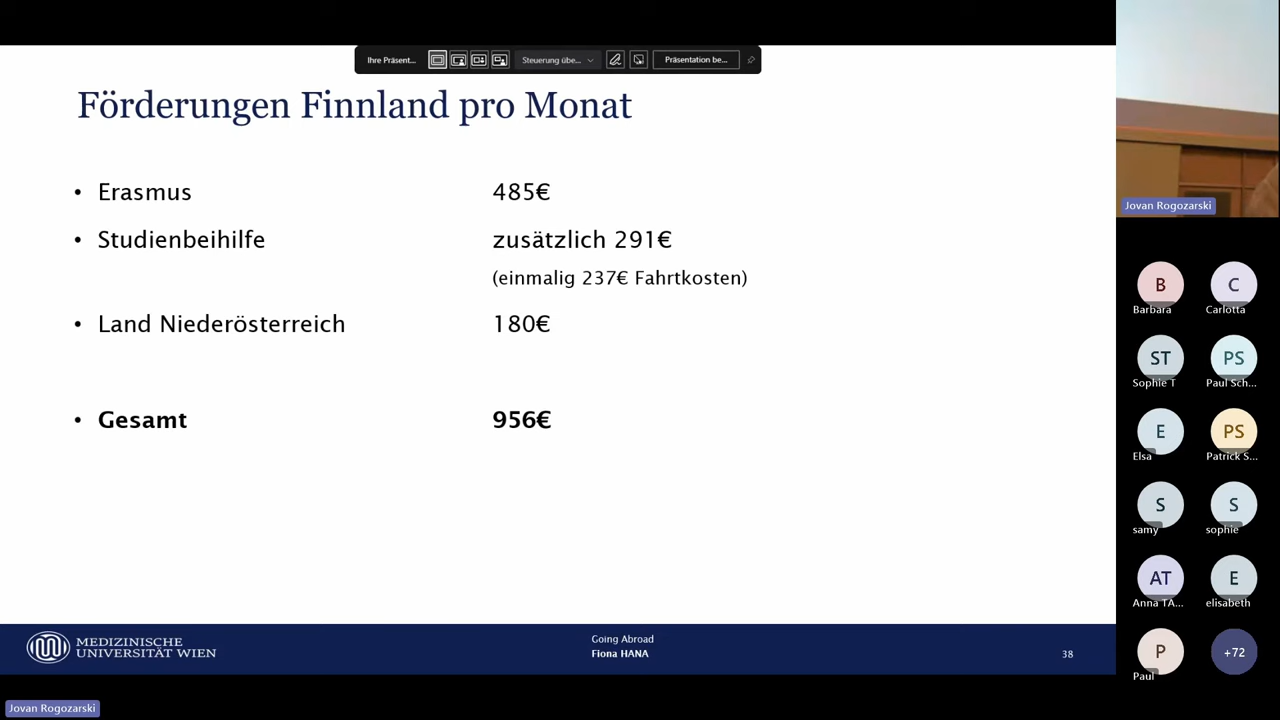 Ihre Präsent...
Steuerung übe...
Präsentation be...
Förderungen Finnland pro Monat
• Erasmus 485€
• Studienbeihilfe zusätzlich 291€
(einmalig 237€ Fahrtkosten)
• Land Niederösterreich 180€
• Gesamt 956€
MEDIZINISCHE
UNIVERSITÄT WIEN
Going Abroad
Fiona HANA
38
Jovan Rogozarski
Jovan Rogozarski
B
Barbara
C
Carlotta
ST
Sophie T
PS
Paul Sch...
E
Elsa
PS
Patrick S...
S
samy
S
sophie
AT
Anna TA...
E
elisabeth
P
Paul
+72